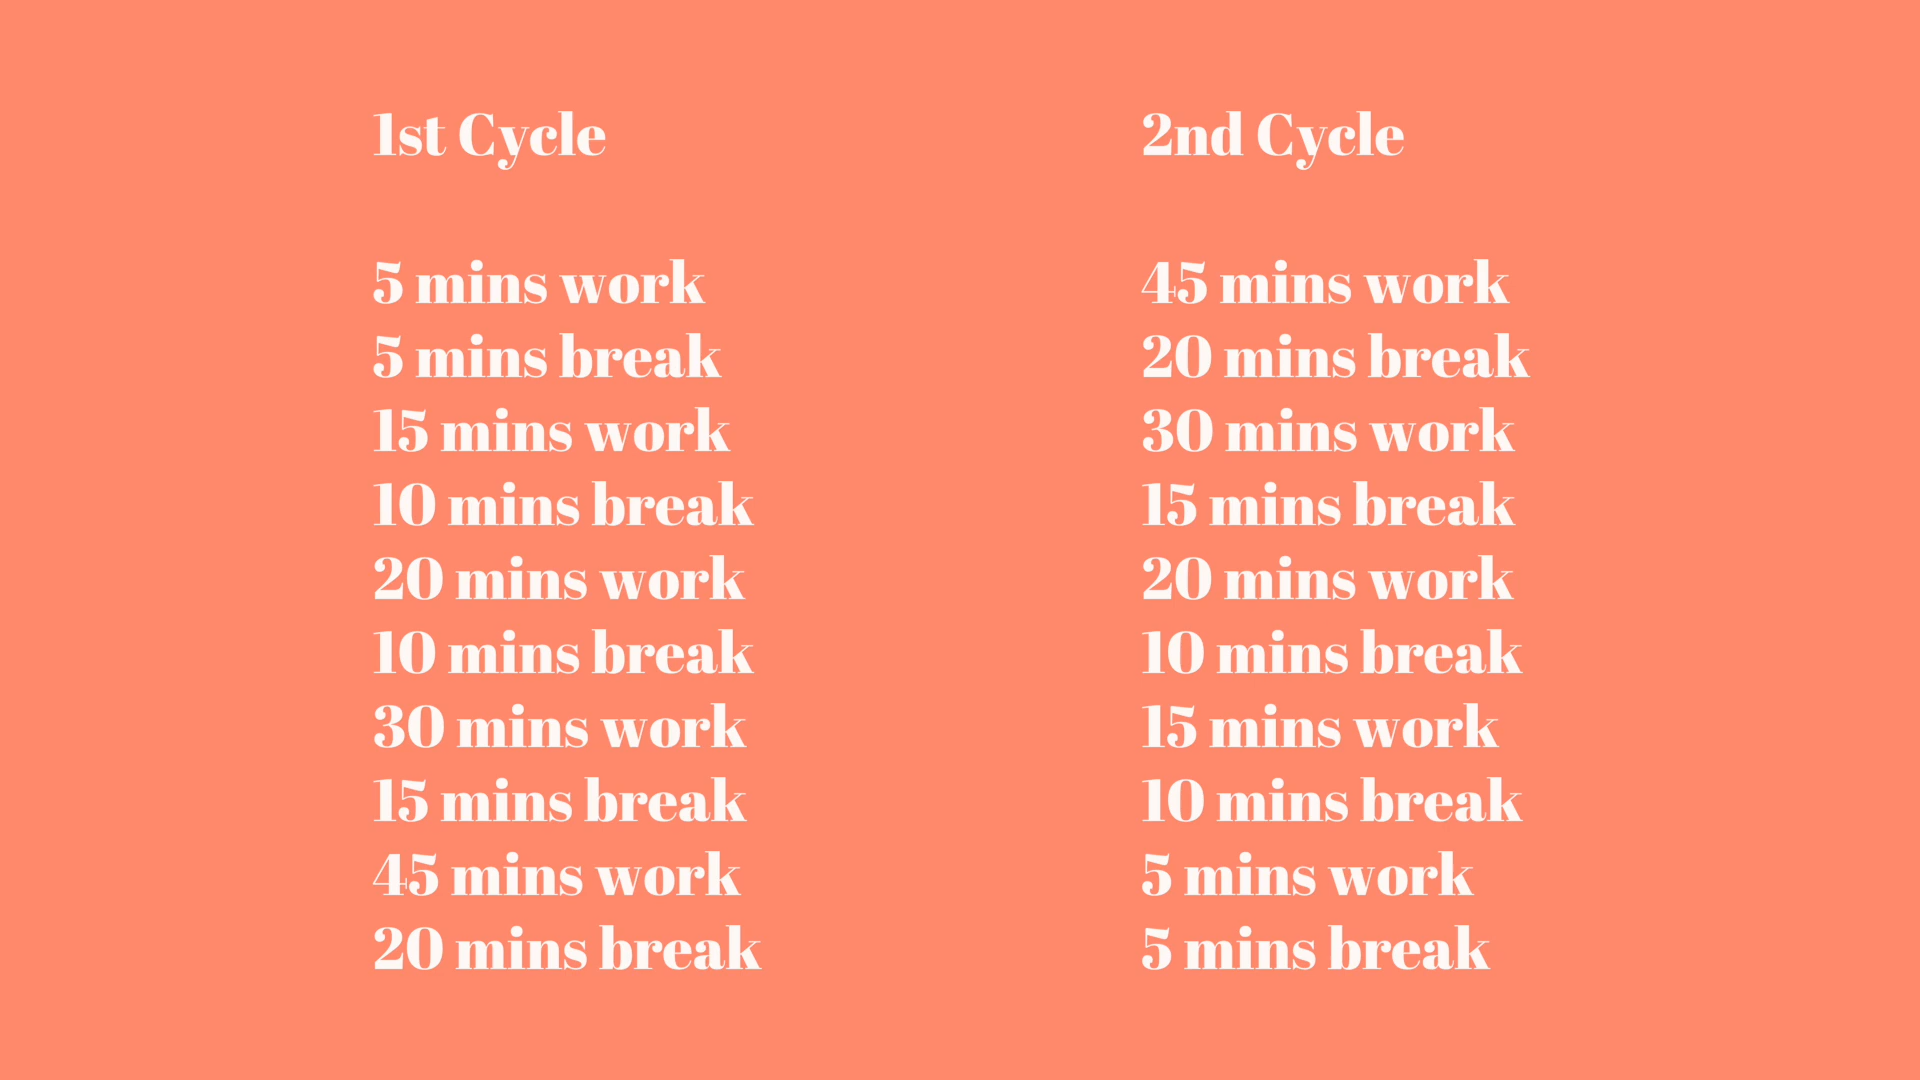 1st Cycle
5 mins work
5 mins break
15 mins work
10 mins break
20 mins work
10 mins break
30 mins work
15 mins break
45 mins work
20 mins break
2nd Cycle
45 mins work
20 mins break
30 mins work
15 mins break
20 mins work
10 mins break
15 mins work
10 mins break
5 mins work
5 mins break